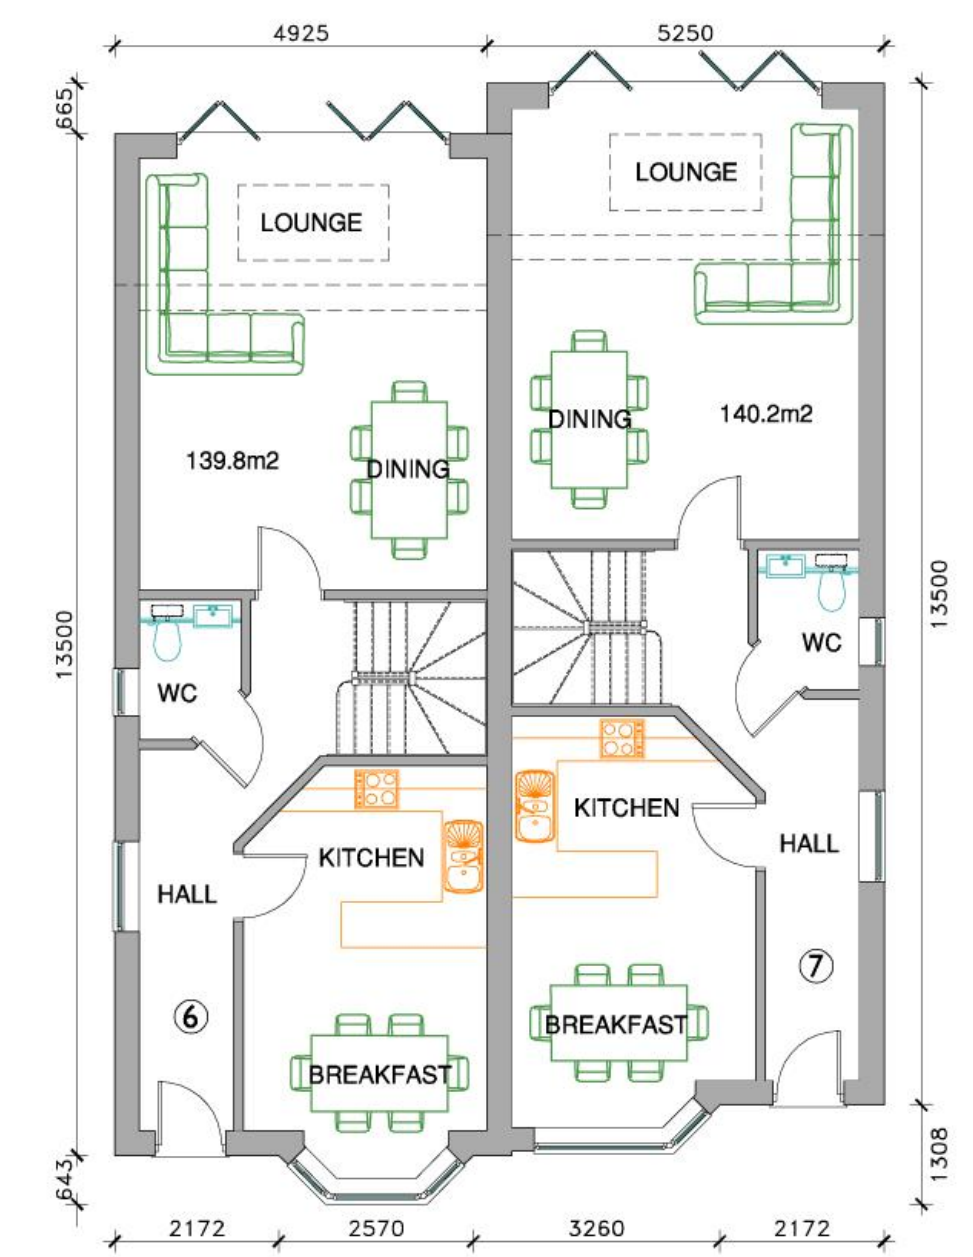 4925
5250
665
LOUNGE
LOUNGE
DINING
140.2m2
139.8m2
DINING
13500
13500
WC
WC
KITCHEN
HALL
KITCHEN
HALL
7
6
BREAKFAST
BREAKFAST
1308
643
2172
2570
3260
2172